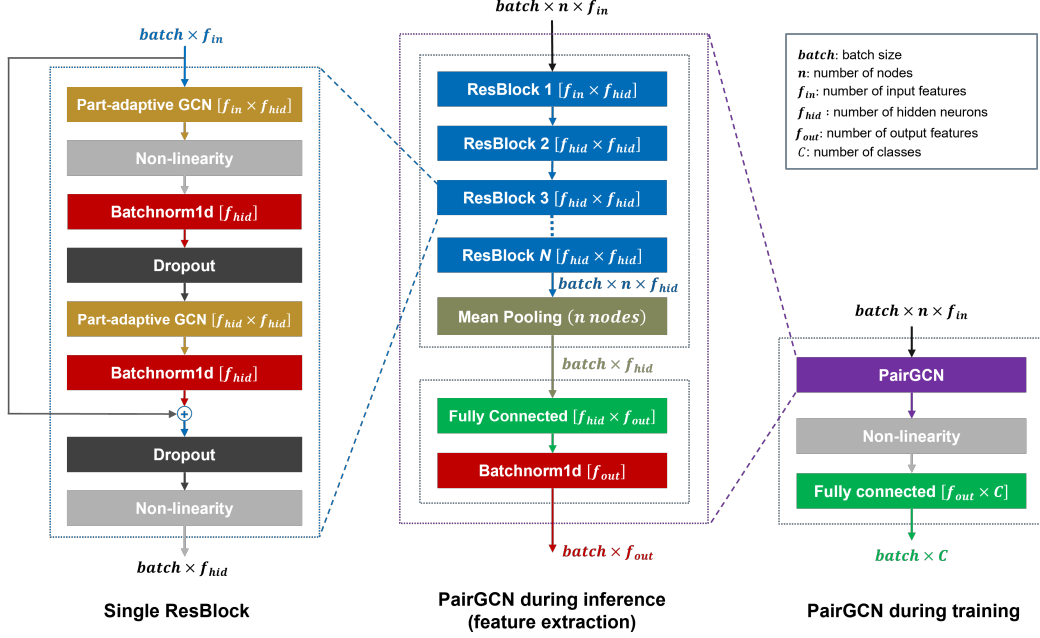 batch × f_in
Part-adaptive GCN [f_in × f_hid]
Non-linearity
Batchnorm1d [f_hid]
Dropout
Part-adaptive GCN [f_hid × f_hid]
Batchnorm1d [f_hid]
+
Dropout
Non-linearity
batch × f_hid
Single ResBlock
batch × n × f_in
ResBlock 1 [f_in × f_hid]
ResBlock 2 [f_hid × f_hid]
ResBlock 3 [f_hid × f_hid]
ResBlock N [f_hid × f_hid]
batch × n × f_hid
Mean Pooling (n nodes)
batch × f_hid
Fully Connected [f_hid × f_out]
Batchnorm1d [f_out]
batch × f_out
PairGCN during inference
(feature extraction)
batch: batch size
n: number of nodes
f_in: number of input features
f_hid : number of hidden neurons
f_out: number of output features
C: number of classes
batch × n × f_in
PairGCN
Non-linearity
Fully connected [f_out × C]
batch × C
PairGCN during training